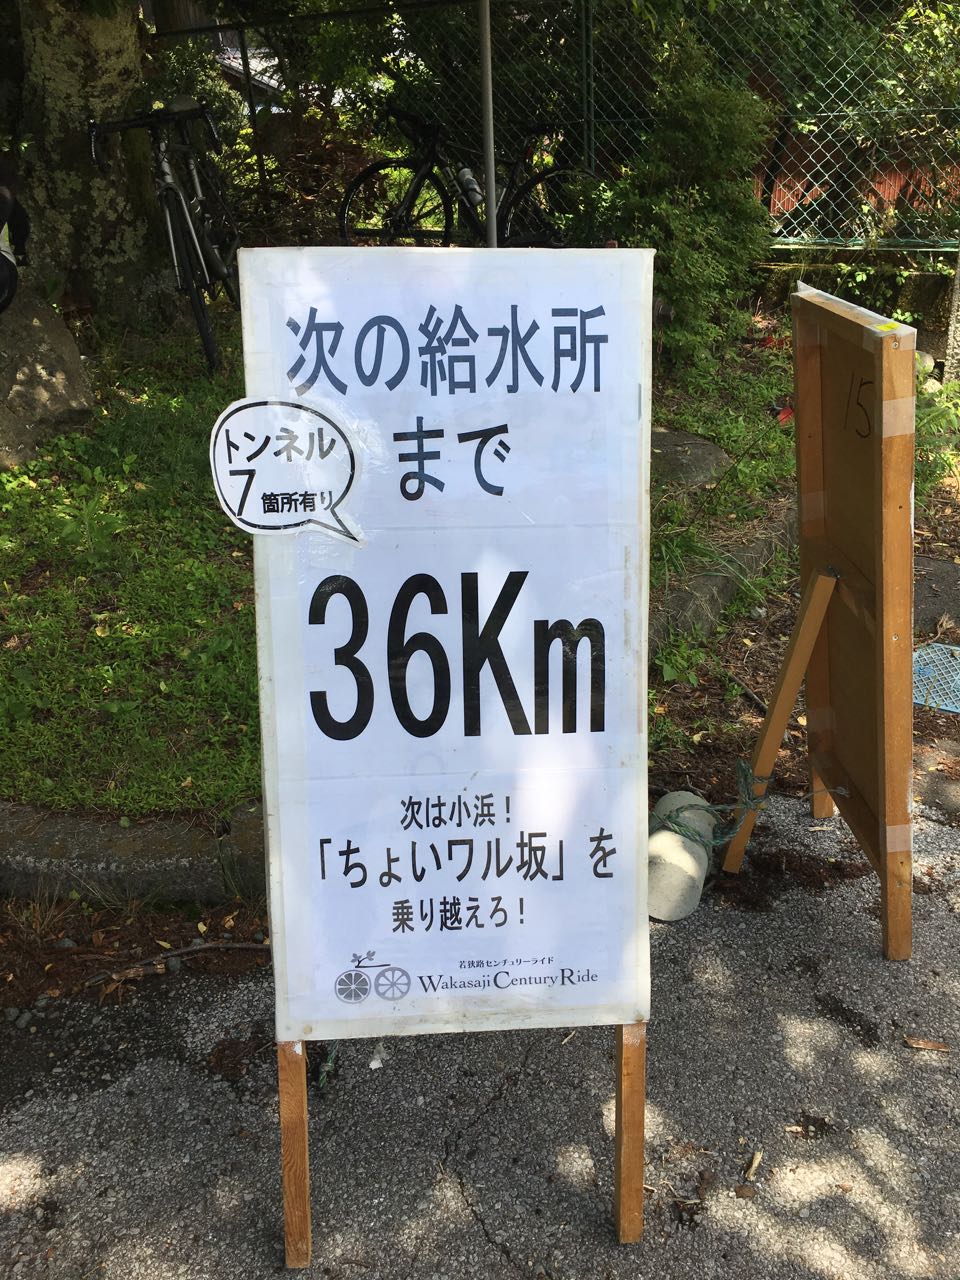 次の給水所
まで
トンネル
7箇所有り
36Km
次は小浜！
「ちょいワル坂」を
乗り越えろ！
若狭路センチュリーライド
Wakasaji Century Ride
15